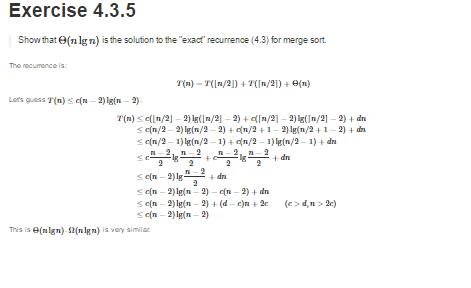 Exercise 4.3.5
Show that Θ(n lg n) is the solution to the "exact" recurrence (4.3) for merge sort.
The recurrence is:
T(n) = T(⌈n/2⌉) + T(⌊n/2⌋) + Θ(n)
Let's guess T(n) ≤ c(n − 2) lg(n − 2):
T(n) ≤ c(⌈n/2⌉ − 2) lg(⌈n/2⌉ − 2) + c(⌊n/2⌋ − 2) lg(⌊n/2⌋ − 2) + dn
≤ c(n/2 − 2) lg(n/2 − 2) + c(n/2 + 1 − 2) lg(n/2 + 1 − 2) + dn
≤ c(n/2 − 1) lg(n/2 − 1) + c(n/2 − 1) lg(n/2 − 1) + dn
≤ c (n − 2)/2 lg (n − 2)/2 + c (n − 2)/2 lg (n − 2)/2 + dn
≤ c(n − 2) lg (n − 2)/2 + dn
≤ c(n − 2) lg(n − 2) − c(n − 2) + dn
≤ c(n − 2) lg(n − 2) + (d − c)n + 2c (c > d, n > 2c)
≤ c(n − 2) lg(n − 2)
This is Θ(n lg n). Ω(n lg n) is very similar.